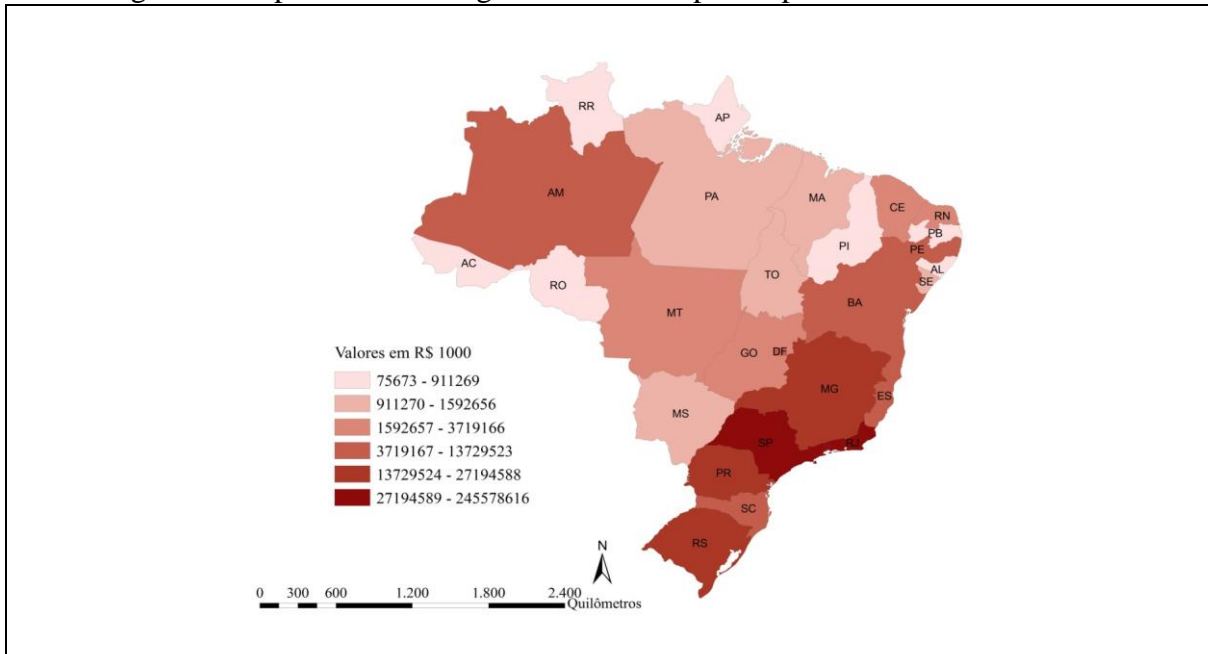 RR
AP
AM
PA
MA
CE
RN
PB
PI
PE
AC
AL
TO
SE
RO
BA
MT
GO
DF
Valores em R$ 1000
75673 - 911269
MG
ES
911270 - 1592656
MS
1592657 - 3719166
SP
RJ
3719167 - 13729523
PR
13729524 - 27194588
27194589 - 245578616
SC
RS
N
0 300 600 1.200 1.800 2.400
Quilômetros